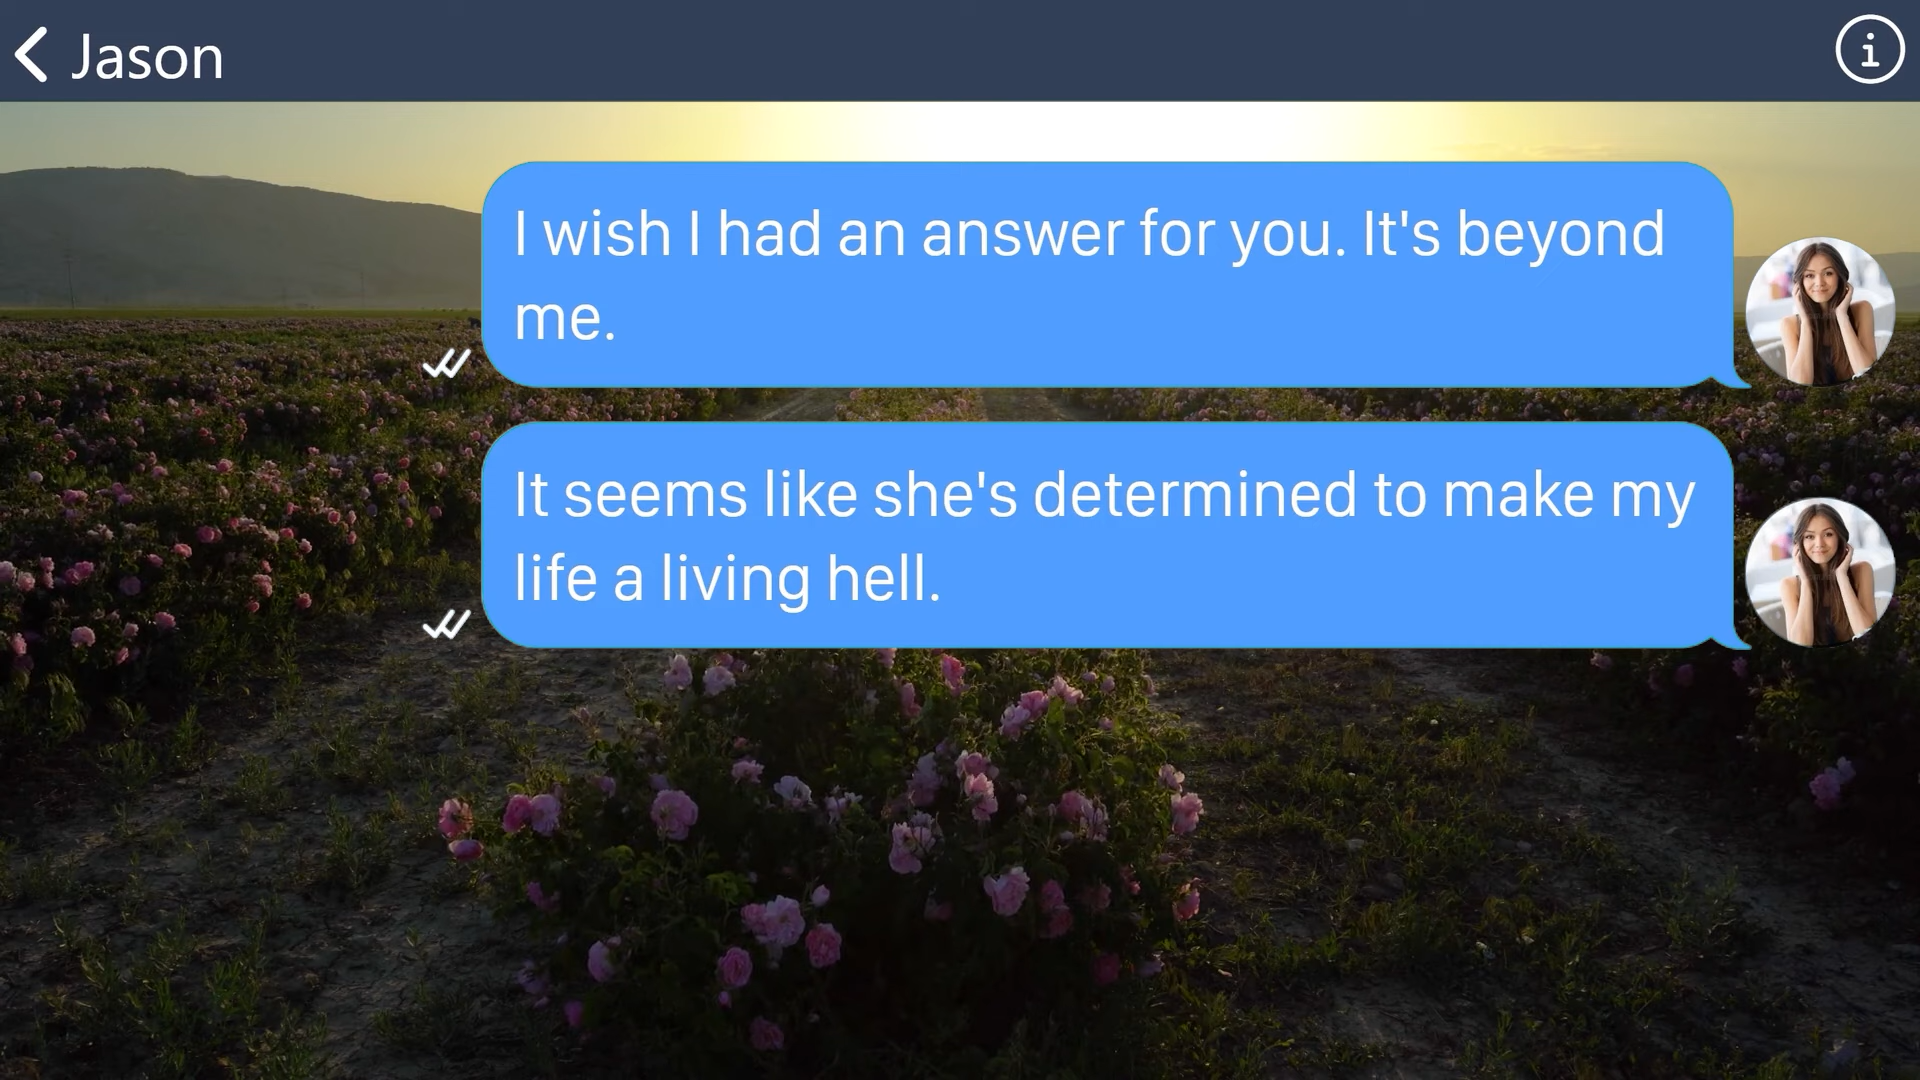 Jason
I wish I had an answer for you. It's beyond
me.
It seems like she's determined to make my
life a living hell.